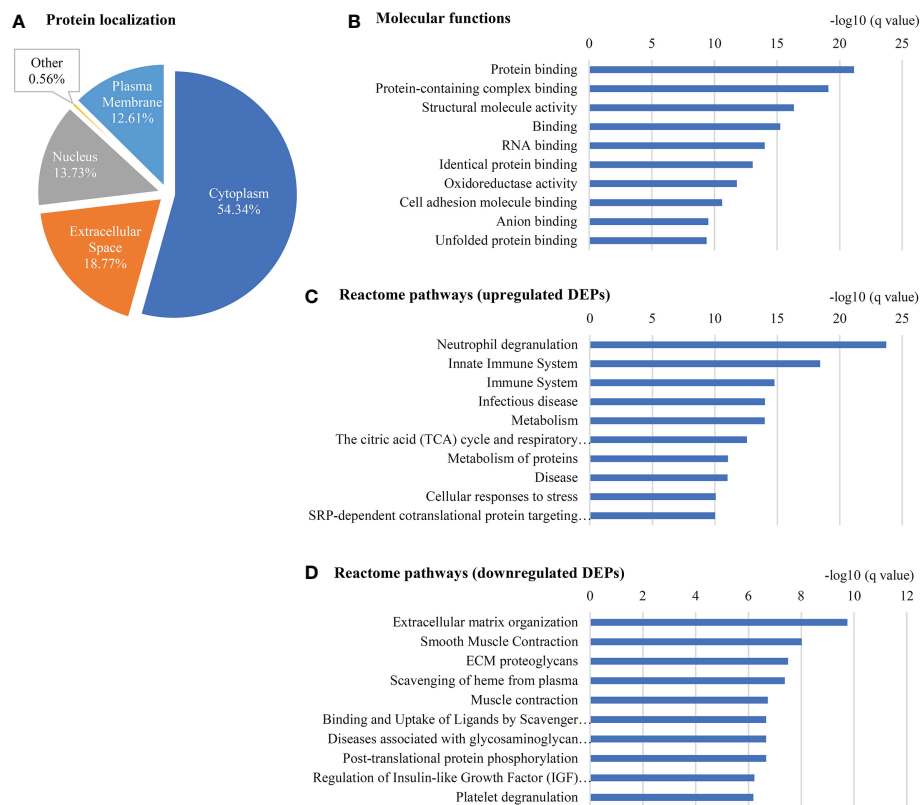 A Protein localization
Other
0.56%
Plasma
Membrane
12.61%
Nucleus
13.73%
Cytoplasm
54.34%
Extracellular
Space
18.77%
B Molecular functions
-log10 (q value)
0 5 10 15 20 25
Protein binding
Protein-containing complex binding
Structural molecule activity
Binding
RNA binding
Identical protein binding
Oxidoreductase activity
Cell adhesion molecule binding
Anion binding
Unfolded protein binding
C Reactome pathways (upregulated DEPs)
-log10 (q value)
0 5 10 15 20 25
Neutrophil degranulation
Innate Immune System
Immune System
Infectious disease
Metabolism
The citric acid (TCA) cycle and respiratory…
Metabolism of proteins
Disease
Cellular responses to stress
SRP-dependent cotranslational protein targeting…
D Reactome pathways (downregulated DEPs)
-log10 (q value)
0 2 4 6 8 10 12
Extracellular matrix organization
Smooth Muscle Contraction
ECM proteoglycans
Scavenging of heme from plasma
Muscle contraction
Binding and Uptake of Ligands by Scavenger…
Diseases associated with glycosaminoglycan…
Post-translational protein phosphorylation
Regulation of Insulin-like Growth Factor (IGF)…
Platelet degranulation